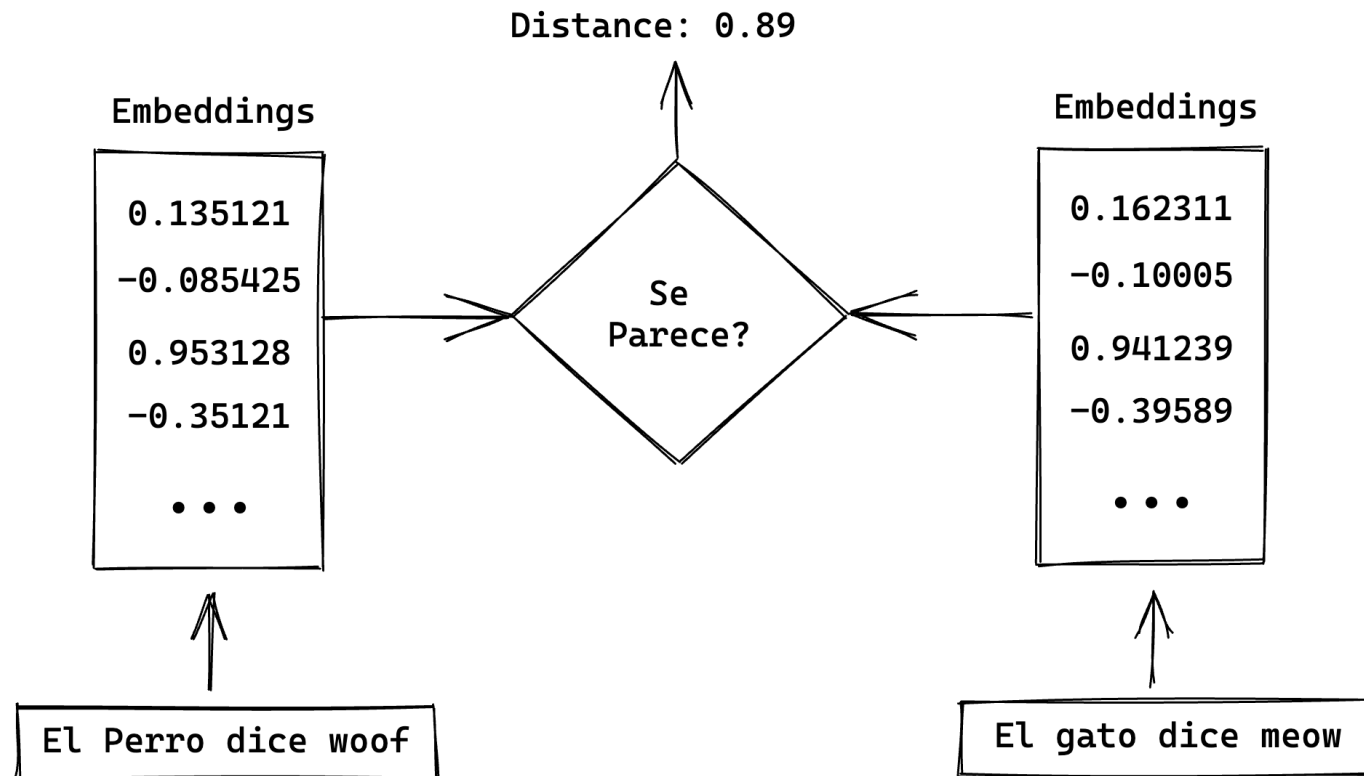 Distance: 0.89
Embeddings
0.135121
-0.085425
0.953128
-0.35121
...
Se
Parece?
Embeddings
0.162311
-0.10005
0.941239
-0.39589
...
El Perro dice woof
El gato dice meow